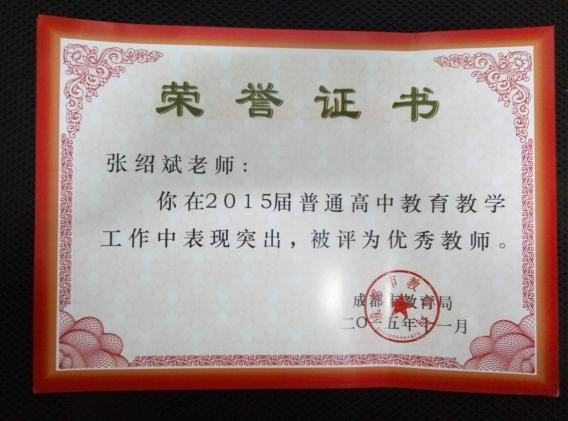 荣誉证书
张绍斌老师：
你在2015届普通高中教育教学
工作中表现突出，被评为优秀教师。
成都市教育局
二〇一五年十一月